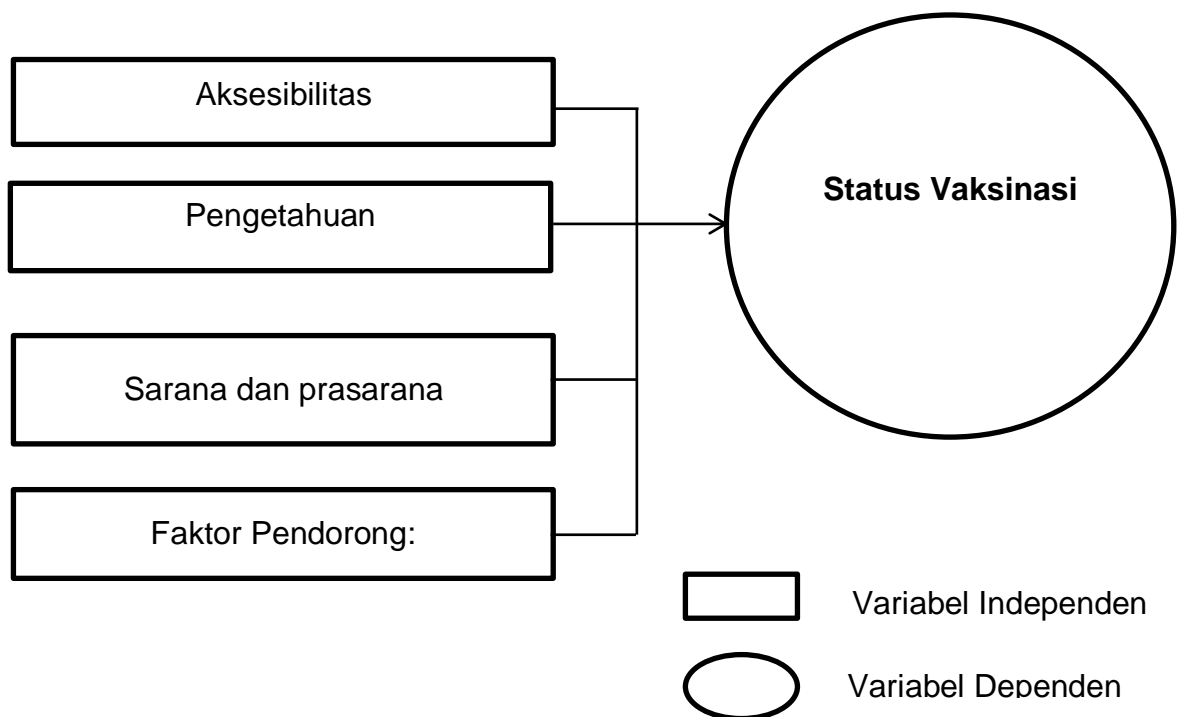 Aksesibilitas
Pengetahuan
Status Vaksinasi
Sarana dan prasarana
Faktor Pendorong:
Variabel Independen
Variabel Dependen